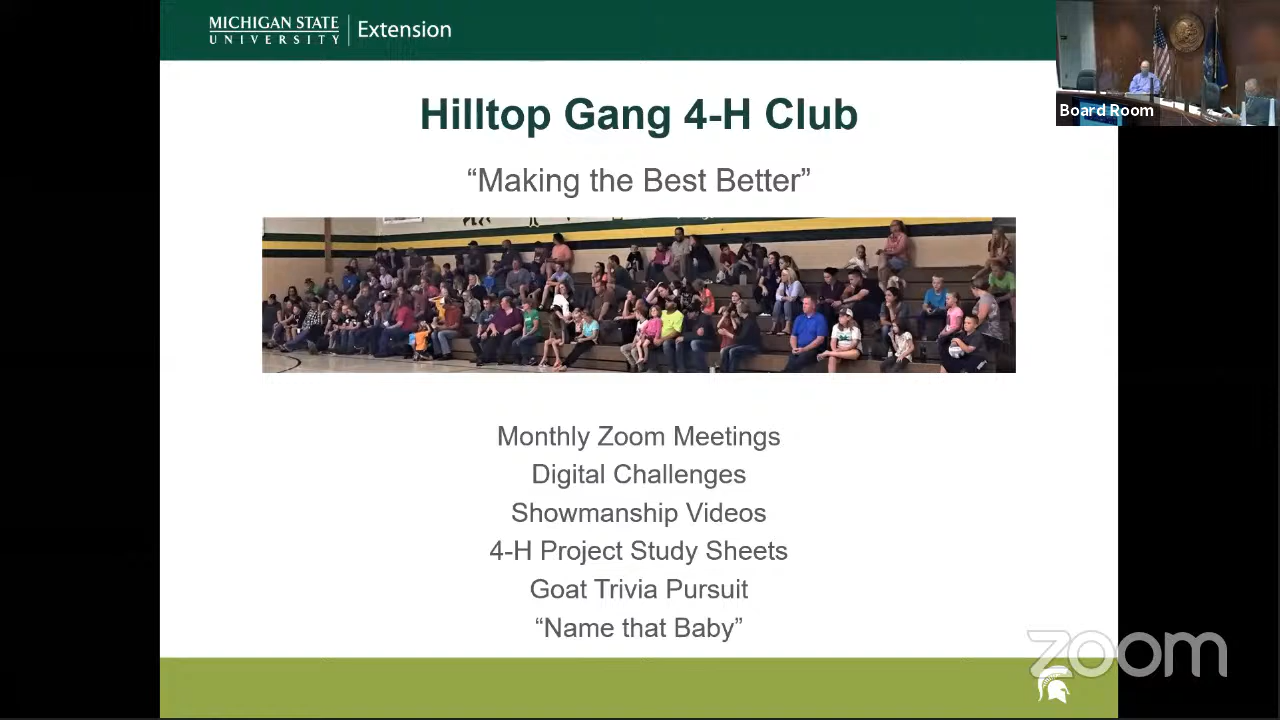 MICHIGAN STATE
UNIVERSITY
Extension
Board Room
Hilltop Gang 4-H Club
“Making the Best Better”
Monthly Zoom Meetings
Digital Challenges
Showmanship Videos
4-H Project Study Sheets
Goat Trivia Pursuit
“Name that Baby”
zoom